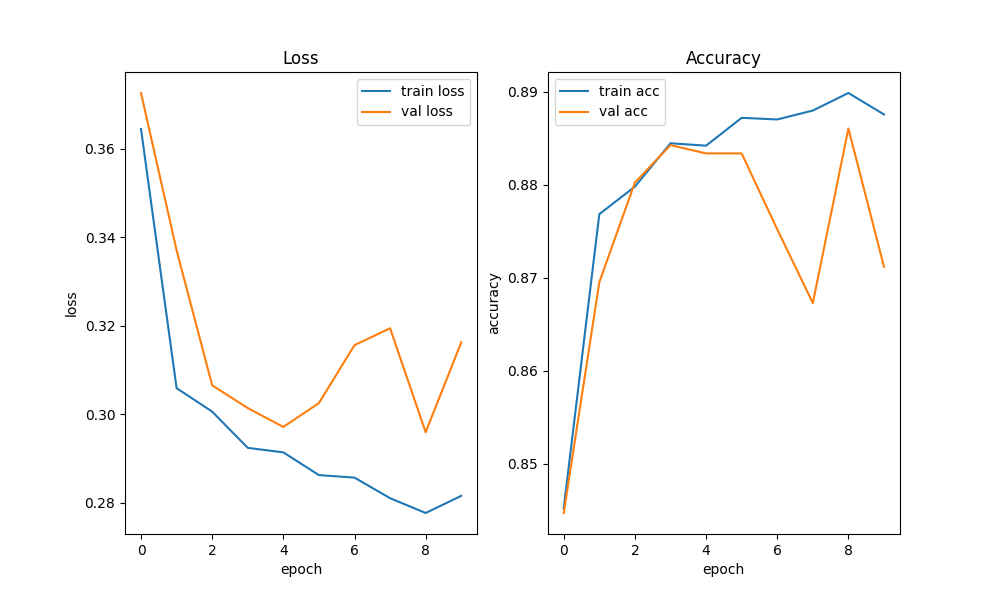 Loss
train loss
val loss
0.36
0.34
0.32
0.30
0.28
loss
0 2 4 6 8
epoch
Accuracy
train acc
val acc
0.89
0.88
0.87
0.86
0.85
accuracy
0 2 4 6 8
epoch